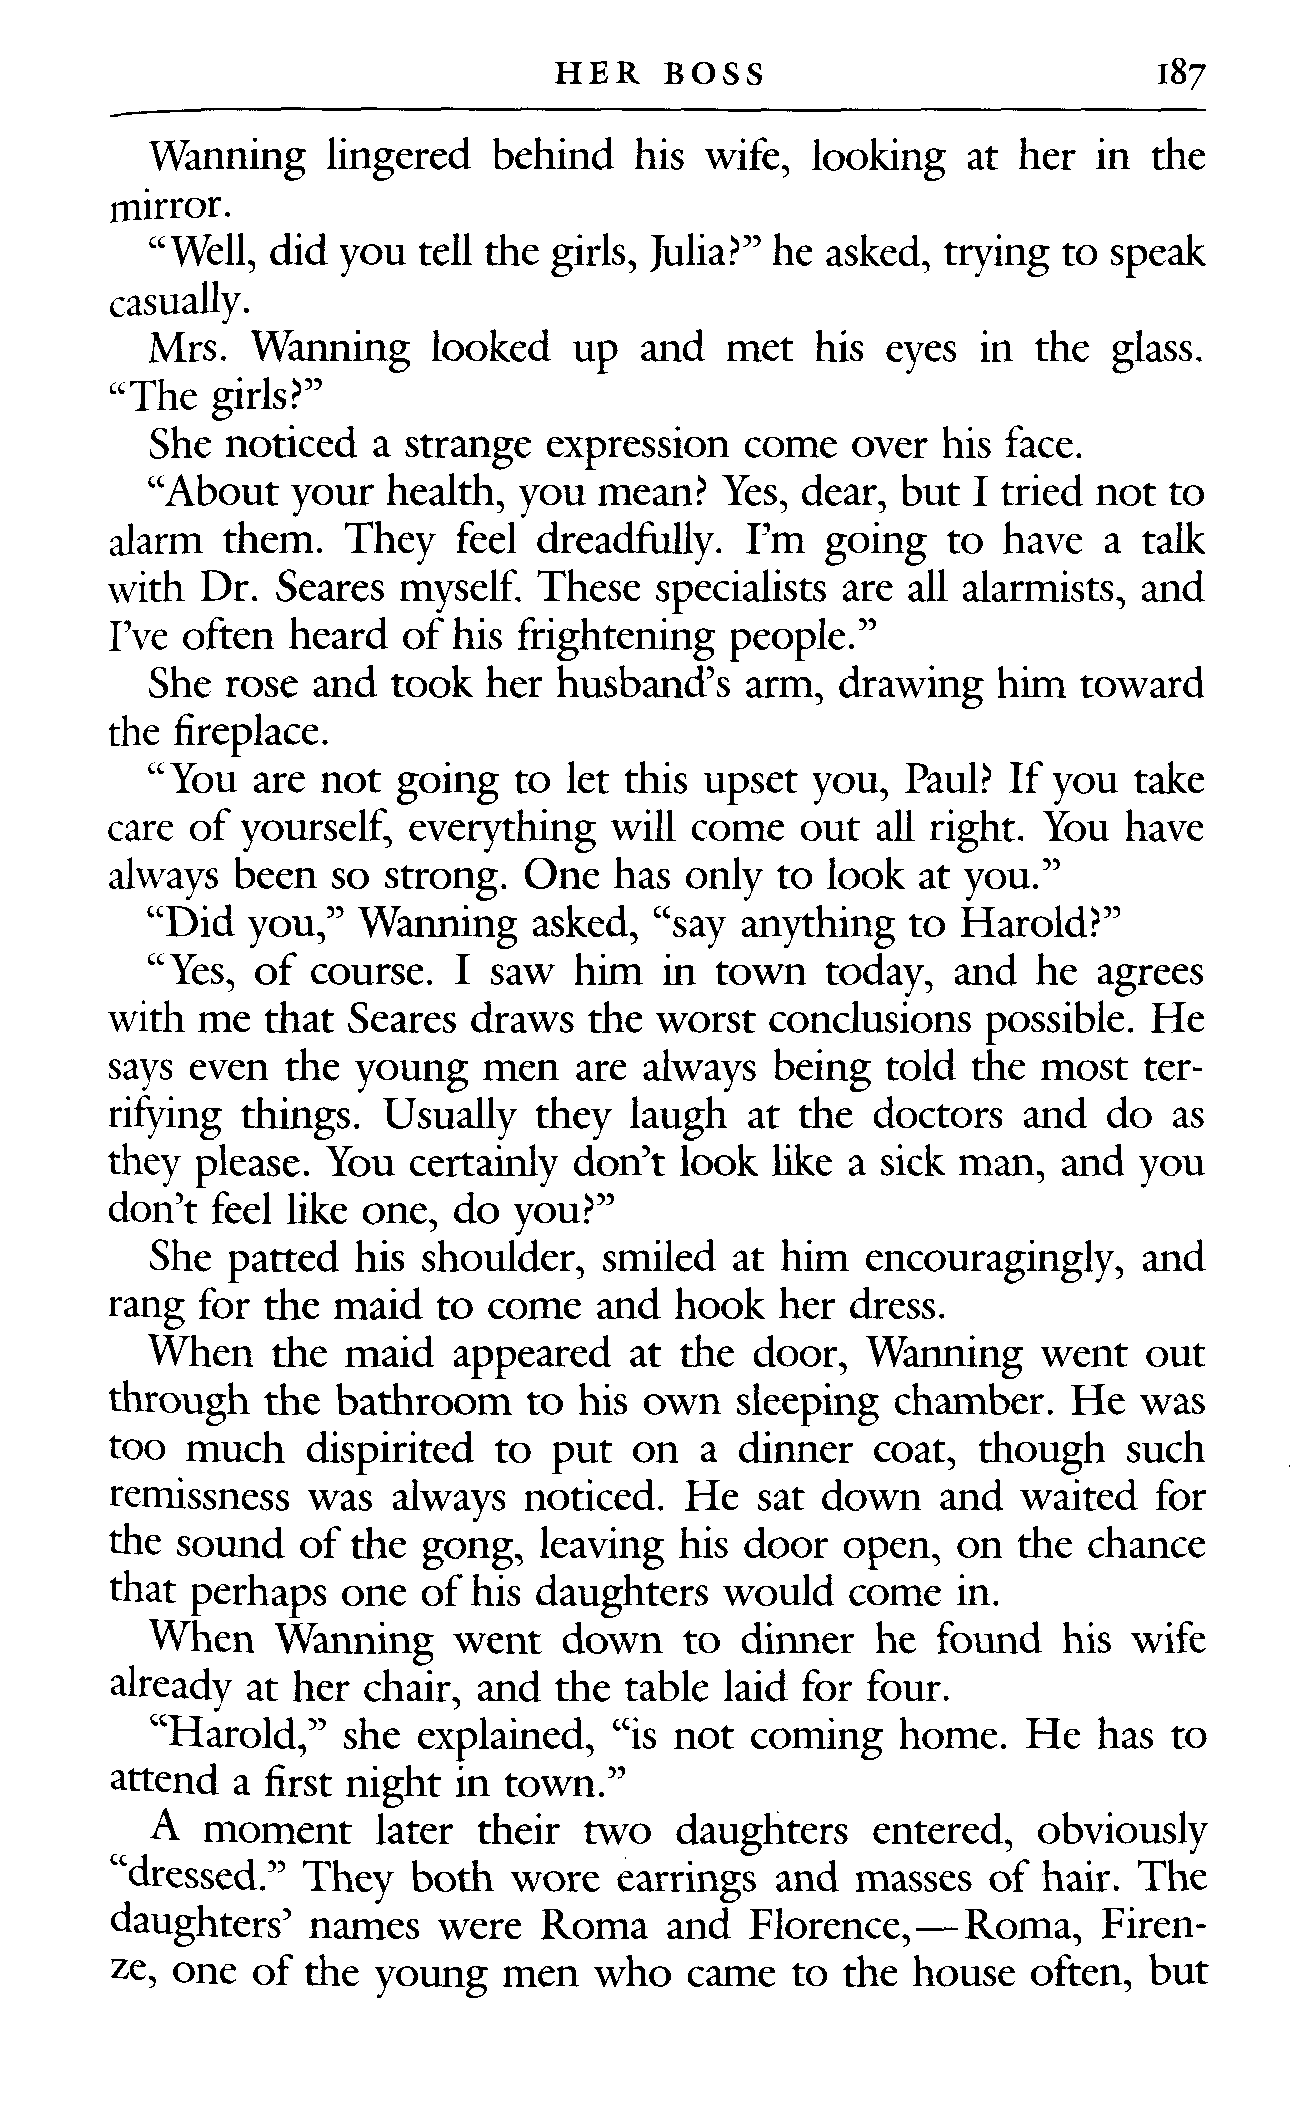 HER BOSS 187
Wanning lingered behind his wife, looking at her in the
mirror.
“Well, did you tell the girls, Julia?” he asked, trying to speak
casually.
Mrs. Wanning looked up and met his eyes in the glass.
“The girls?”
She noticed a strange expression come over his face.
“About your health, you mean? Yes, dear, but I tried not to
alarm them. They feel dreadfully. I’m going to have a talk
with Dr. Seares myself. These specialists are all alarmists, and
I’ve often heard of his frightening people.”
She rose and took her husband’s arm, drawing him toward
the fireplace.
“You are not going to let this upset you, Paul? If you take
care of yourself, everything will come out all right. You have
always been so strong. One has only to look at you.”
“Did you,” Wanning asked, “say anything to Harold?”
“Yes, of course. I saw him in town today, and he agrees
with me that Seares draws the worst conclusions possible. He
says even the young men are always being told the most ter-
rifying things. Usually they laugh at the doctors and do as
they please. You certainly don’t look like a sick man, and you
don’t feel like one, do you?”
She patted his shoulder, smiled at him encouragingly, and
rang for the maid to come and hook her dress.
When the maid appeared at the door, Wanning went out
through the bathroom to his own sleeping chamber. He was
too much dispirited to put on a dinner coat, though such
remissness was always noticed. He sat down and waited for
the sound of the gong, leaving his door open, on the chance
that perhaps one of his daughters would come in.
When Wanning went down to dinner he found his wife
already at her chair, and the table laid for four.
“Harold,” she explained, “is not coming home. He has to
attend a first night in town.”
A moment later their two daughters entered, obviously
“dressed.” They both wore earrings and masses of hair. The
daughters’ names were Roma and Florence,—Roma, Firen-
ze, one of the young men who came to the house often, but